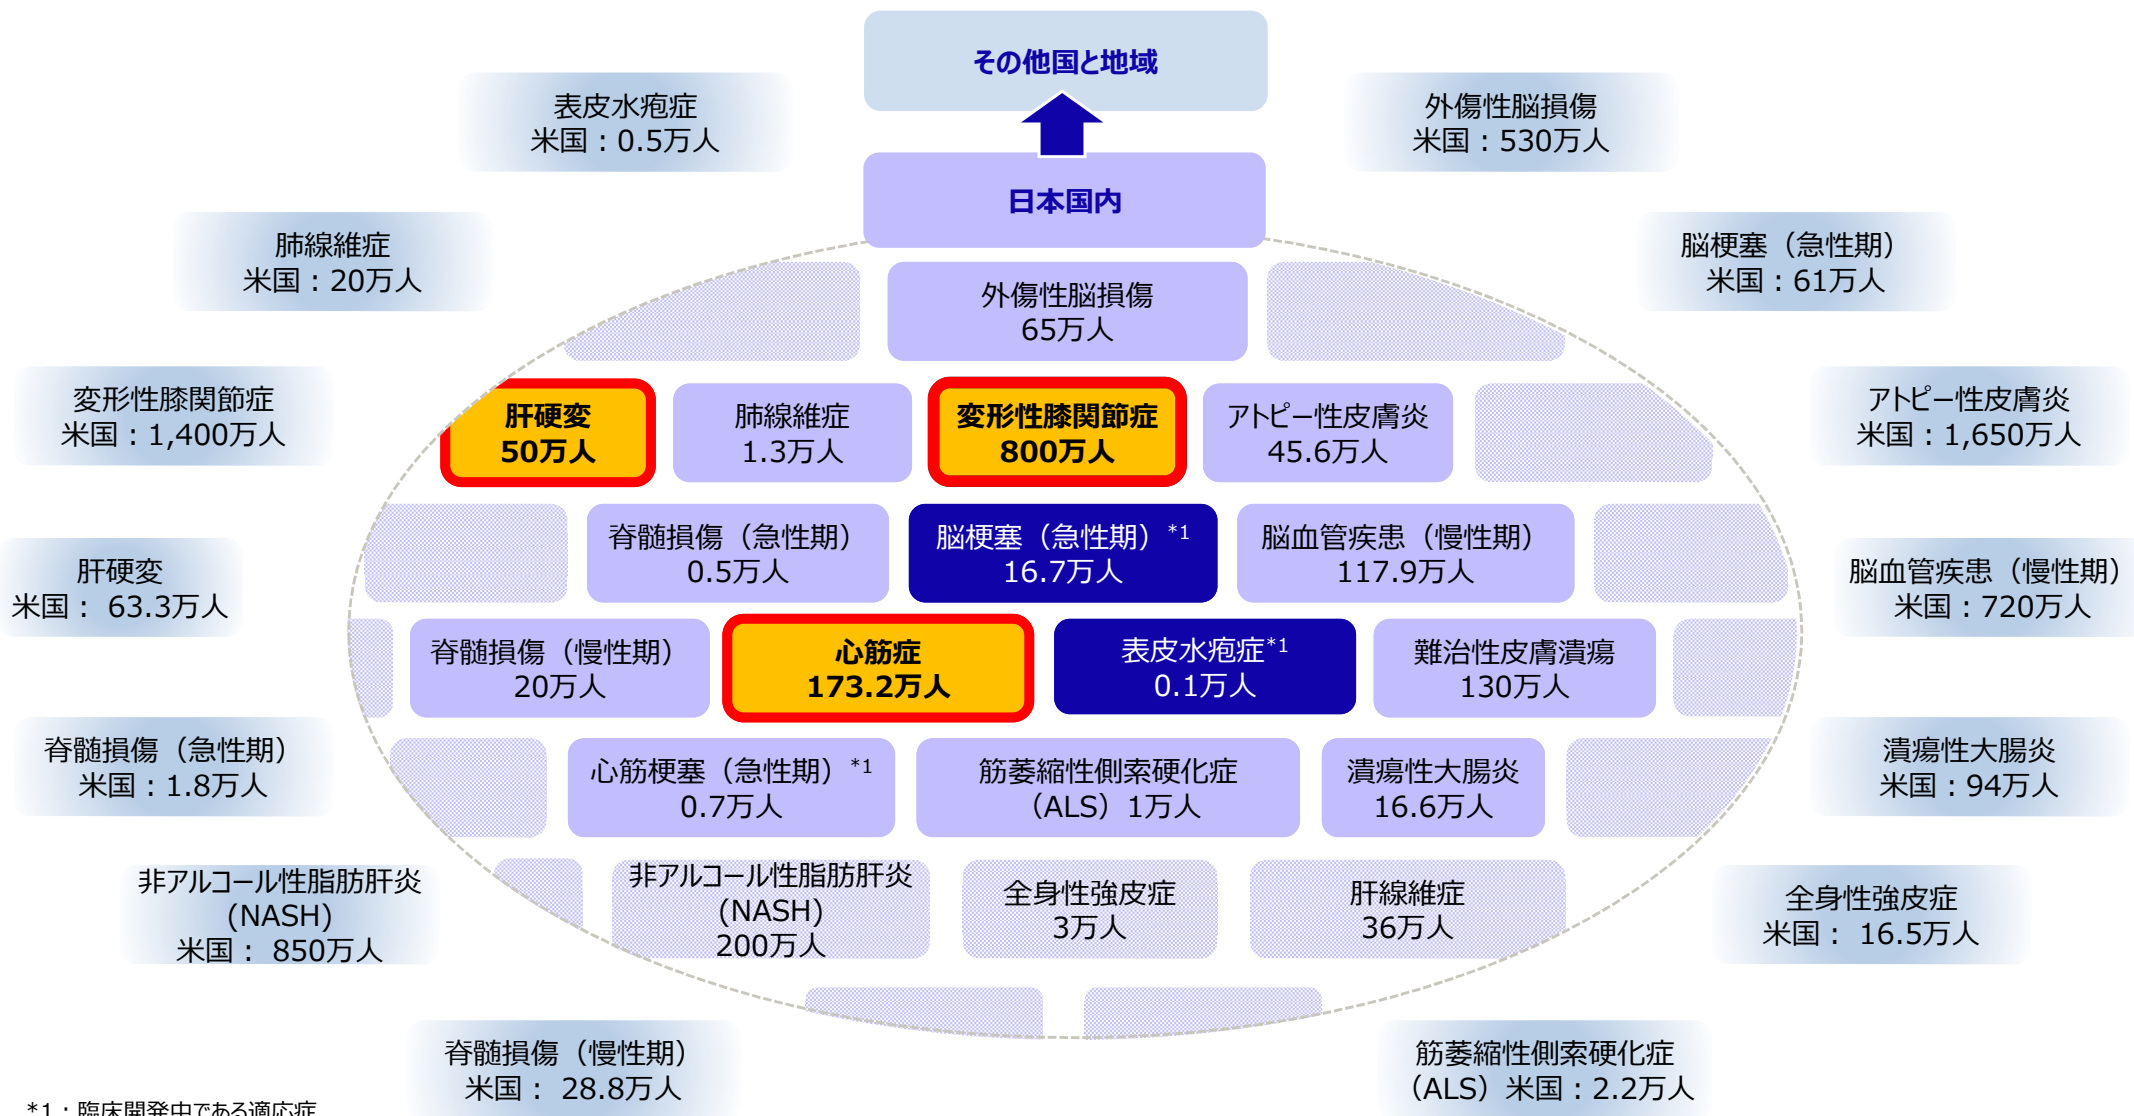 その他国と地域
日本国内
表皮水疱症
米国：0.5万人
外傷性脳損傷
米国：530万人
肺線維症
米国：20万人
脳梗塞（急性期）
米国：61万人
外傷性脳損傷
65万人
変形性膝関節症
米国：1,400万人
肝硬変
50万人
肺線維症
1.3万人
変形性膝関節症
800万人
アトピー性皮膚炎
45.6万人
アトピー性皮膚炎
米国：1,650万人
肝硬変
米国： 63.3万人
脊髄損傷（急性期）
0.5万人
脳梗塞（急性期）*1
16.7万人
脳血管疾患（慢性期）
117.9万人
脳血管疾患（慢性期）
米国：720万人
脊髄損傷（慢性期）
20万人
心筋症
173.2万人
表皮水疱症*1
0.1万人
難治性皮膚潰瘍
130万人
脊髄損傷（急性期）
米国：1.8万人
心筋梗塞（急性期）*1
0.7万人
筋萎縮性側索硬化症
（ALS）1万人
潰瘍性大腸炎
16.6万人
潰瘍性大腸炎
米国：94万人
非アルコール性脂肪肝炎
(NASH)
米国： 850万人
非アルコール性脂肪肝炎
(NASH)
200万人
全身性強皮症
3万人
肝線維症
36万人
全身性強皮症
米国： 16.5万人
脊髄損傷（慢性期）
米国： 28.8万人
筋萎縮性側索硬化症
（ALS）米国：2.2万人
*1：臨床開発中である適応症